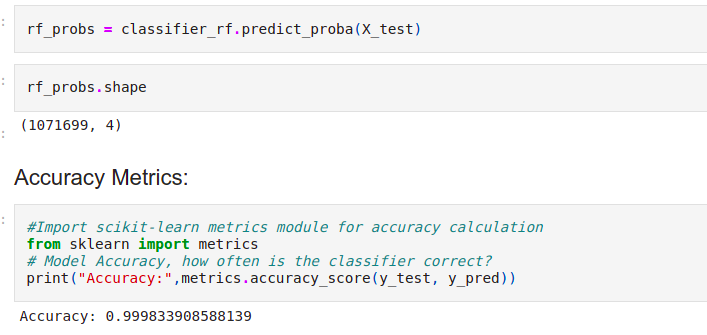 rf_probs = classifier_rf.predict_proba(X_test)
rf_probs.shape
(1071699, 4)
Accuracy Metrics:
#Import scikit-learn metrics module for accuracy calculation
from sklearn import metrics
# Model Accuracy, how often is the classifier correct?
print("Accuracy:",metrics.accuracy_score(y_test, y_pred))
Accuracy: 0.999833908588139